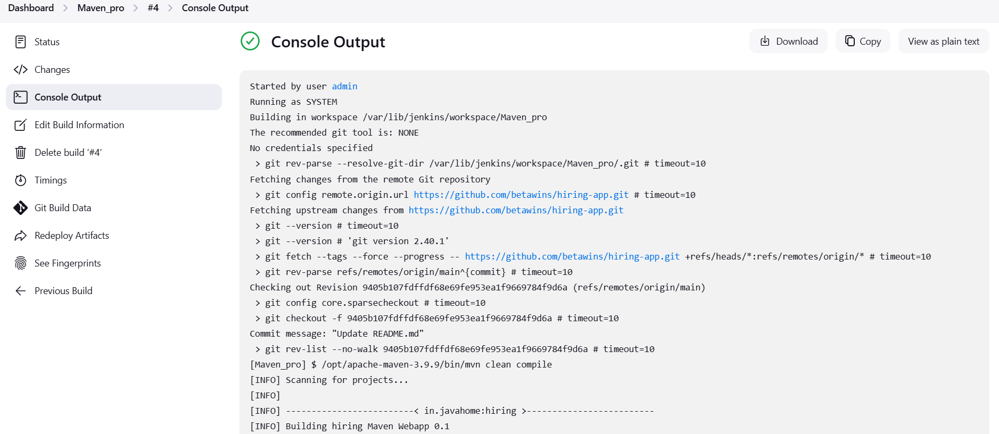 Dashboard > Maven_pro > #4 > Console Output
Status
Changes
Console Output
Edit Build Information
Delete build ‘#4’
Timings
Git Build Data
Redeploy Artifacts
See Fingerprints
Previous Build
Console Output
Download
Copy
View as plain text
Started by user admin
Running as SYSTEM
Building in workspace /var/lib/jenkins/workspace/Maven_pro
The recommended git tool is: NONE
No credentials specified
 > git rev-parse --resolve-git-dir /var/lib/jenkins/workspace/Maven_pro/.git # timeout=10
Fetching changes from the remote Git repository
 > git config remote.origin.url https://github.com/betawins/hiring-app.git # timeout=10
Fetching upstream changes from https://github.com/betawins/hiring-app.git
 > git --version # timeout=10
 > git --version # 'git version 2.40.1'
 > git fetch --tags --force --progress -- https://github.com/betawins/hiring-app.git +refs/heads/*:refs/remotes/origin/* # timeout=10
 > git rev-parse refs/remotes/origin/main^{commit} # timeout=10
Checking out Revision 9405b107fdffdf68e69fe953ea1f9669784f9d6a (refs/remotes/origin/main)
 > git config core.sparsecheckout # timeout=10
 > git checkout -f 9405b107fdffdf68e69fe953ea1f9669784f9d6a # timeout=10
Commit message: "Update README.md"
 > git rev-list --no-walk 9405b107fdffdf68e69fe953ea1f9669784f9d6a # timeout=10
[Maven_pro] $ /opt/apache-maven-3.9.9/bin/mvn clean compile
[INFO] Scanning for projects...
[INFO]
[INFO] -------------------------< in.javahome:hiring >-------------------------
[INFO] Building hiring Maven Webapp 0.1